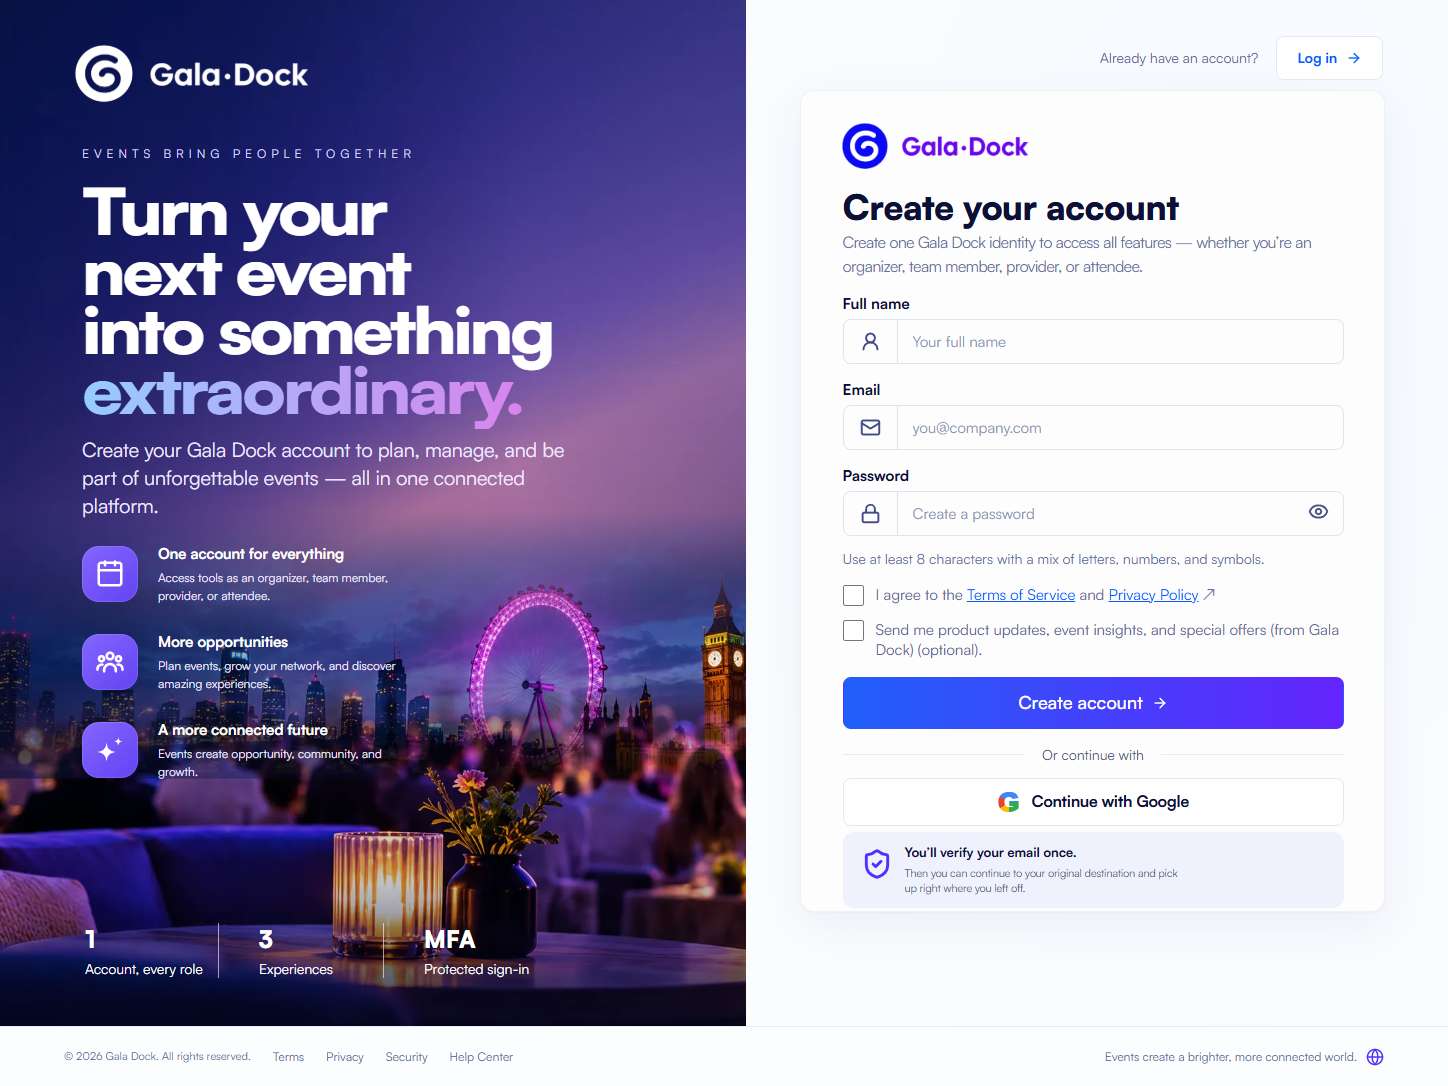 Gala·Dock
EVENTS BRING PEOPLE TOGETHER
Turn your
next event
into something
extraordinary.
Create your Gala Dock account to plan, manage, and be
part of unforgettable events — all in one connected
platform.
One account for everything
Access tools as an organizer, team member,
provider, or attendee.
More opportunities
Plan events, grow your network, and discover
amazing experiences.
A more connected future
Events create opportunity, community, and
growth.
1
Account, every role
3
Experiences
MFA
Protected sign-in
Already have an account?
Log in
Gala·Dock
Create your account
Create one Gala Dock identity to access all features — whether you're an
organizer, team member, provider, or attendee.
Full name
Your full name
Email
you@company.com
Password
Create a password
Use at least 8 characters with a mix of letters, numbers, and symbols.
I agree to the Terms of Service and Privacy Policy ↗
Send me product updates, event insights, and special offers (from Gala
Dock) (optional).
Create account →
Or continue with
Continue with Google
You'll verify your email once.
Then you can continue to your original destination and pick
up right where you left off.
© 2026 Gala Dock. All rights reserved.
Terms
Privacy
Security
Help Center
Events create a brighter, more connected world.